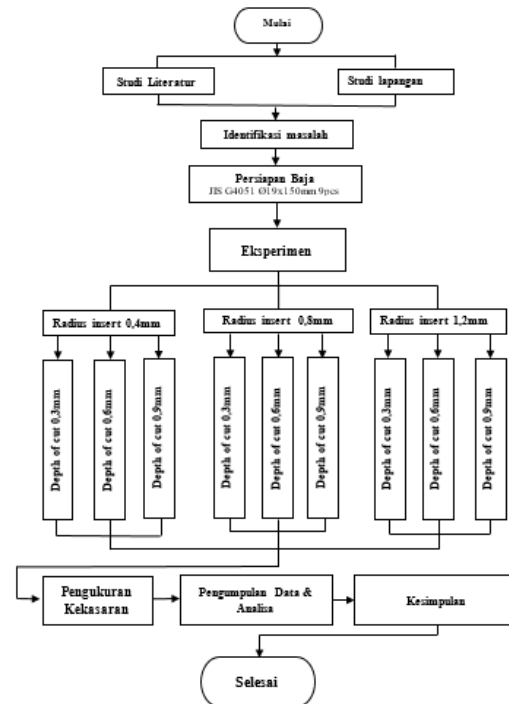 Mulai
Studi Literatur
Studi lapangan
Identifikasi masalah
Persiapan Baja
JIS G4051 Ø19x150mm 9pcs
Eksperimen
Radius insert 0,4mm
Radius insert 0,8mm
Radius insert 1,2mm
Depth of cut 0,3mm
Depth of cut 0,6mm
Depth of cut 0,9mm
Depth of cut 0,3mm
Depth of cut 0,6mm
Depth of cut 0,9mm
Depth of cut 0,3mm
Depth of cut 0,6mm
Depth of cut 0,9mm
Pengukuran
Kekasaran
Pengumpulan Data &
Analisa
Kesimpulan
Selesai